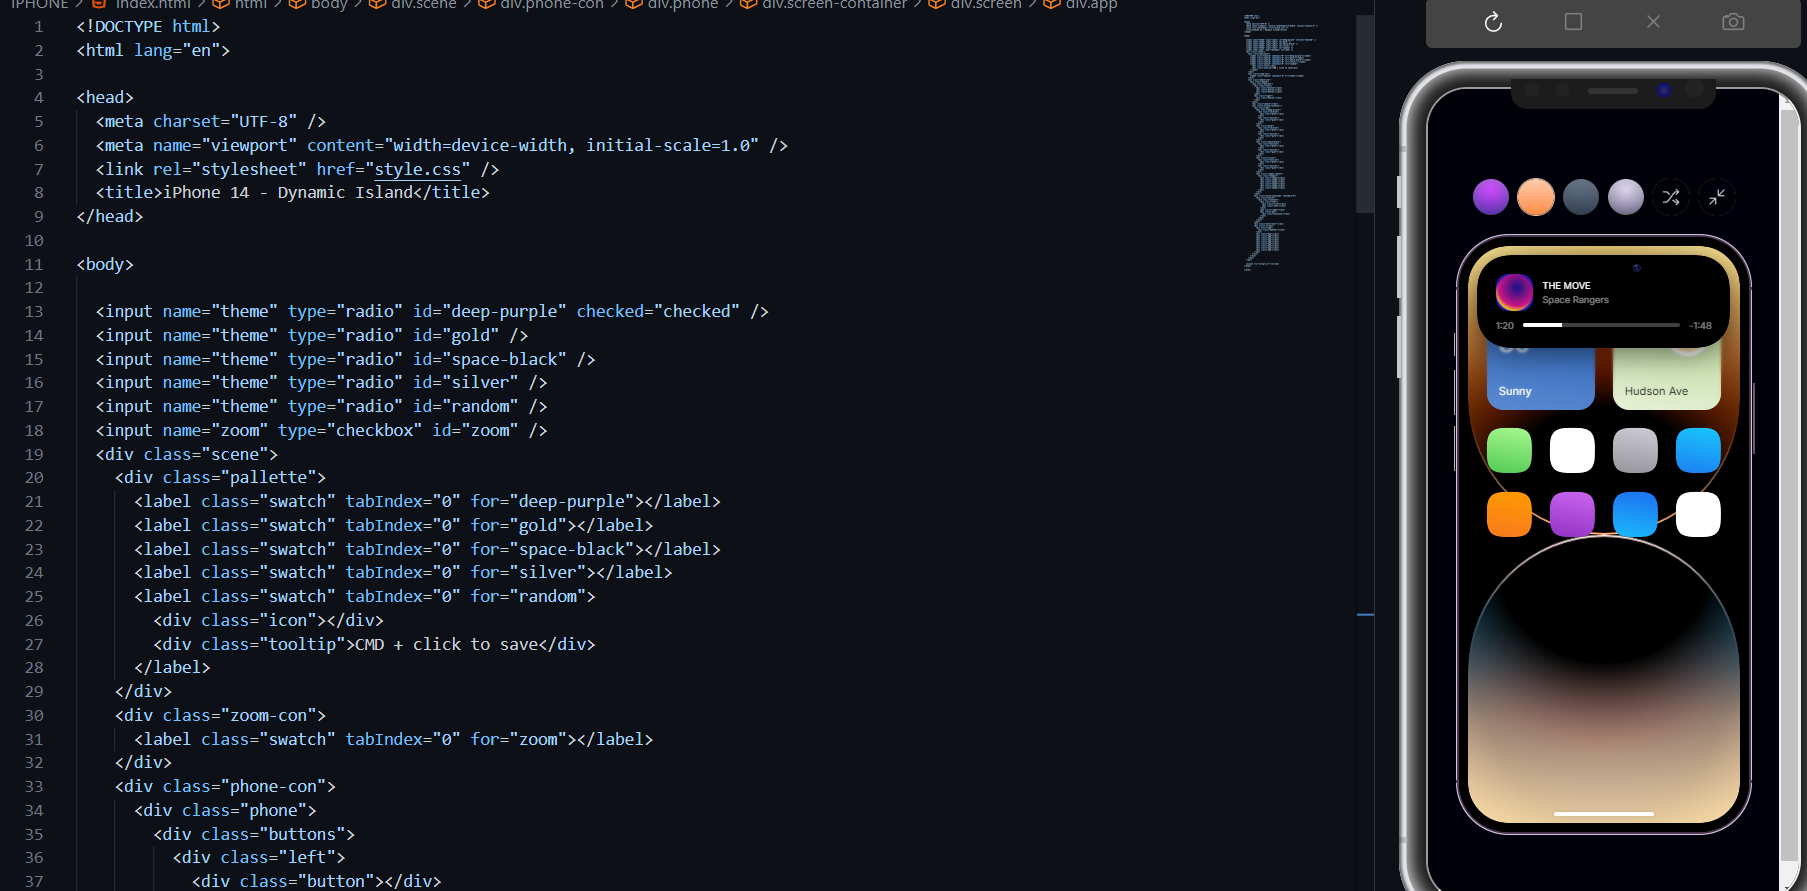 IPHONE > index.html > html > body > div.scene > div.phone-con > div.phone > div.screen-container > div.screen > div.app
1 <!DOCTYPE html>
2 <html lang="en">
3
4 <head>
5 <meta charset="UTF-8" />
6 <meta name="viewport" content="width=device-width, initial-scale=1.0" />
7 <link rel="stylesheet" href="style.css" />
8 <title>iPhone 14 - Dynamic Island</title>
9 </head>
10
11 <body>
12
13 <input name="theme" type="radio" id="deep-purple" checked="checked" />
14 <input name="theme" type="radio" id="gold" />
15 <input name="theme" type="radio" id="space-black" />
16 <input name="theme" type="radio" id="silver" />
17 <input name="theme" type="radio" id="random" />
18 <input name="zoom" type="checkbox" id="zoom" />
19 <div class="scene">
20 <div class="pallette">
21 <label class="swatch" tabIndex="0" for="deep-purple"></label>
22 <label class="swatch" tabIndex="0" for="gold"></label>
23 <label class="swatch" tabIndex="0" for="space-black"></label>
24 <label class="swatch" tabIndex="0" for="silver"></label>
25 <label class="swatch" tabIndex="0" for="random">
26 <div class="icon"></div>
27 <div class="tooltip">CMD + click to save</div>
28 </label>
29 </div>
30 <div class="zoom-con">
31 <label class="swatch" tabIndex="0" for="zoom"></label>
32 </div>
33 <div class="phone-con">
34 <div class="phone">
35 <div class="buttons">
36 <div class="left">
37 <div class="button"></div>
THE MOVE
Space Rangers
1:20 -1:48
Sunny
Hudson Ave